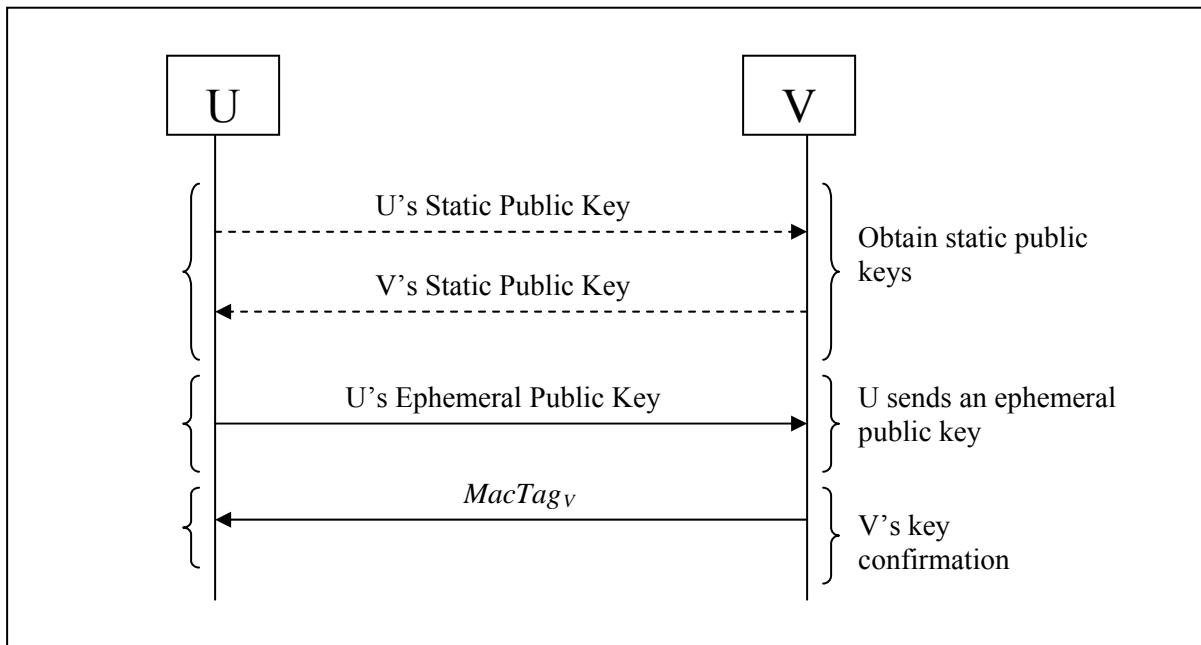 U
V
U’s Static Public Key
V’s Static Public Key
Obtain static public
keys
U’s Ephemeral Public Key
U sends an ephemeral
public key
MacTagV
V’s key
confirmation